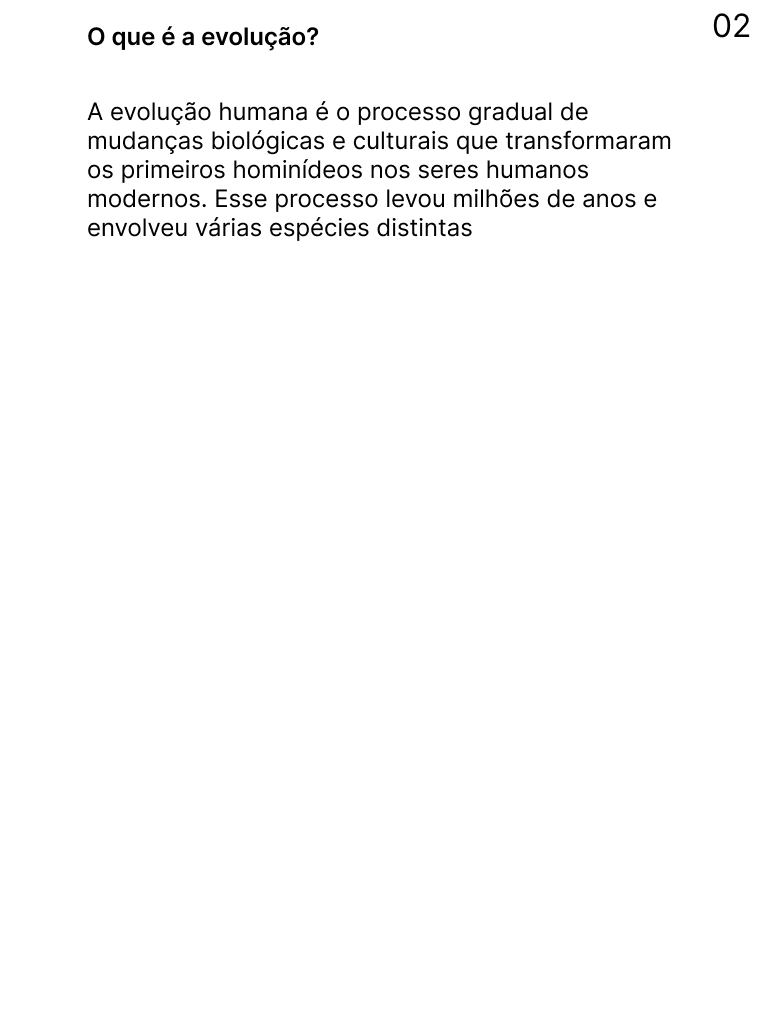 02
O que é a evolução?
A evolução humana é o processo gradual de
mudanças biológicas e culturais que transformaram
os primeiros hominídeos nos seres humanos
modernos. Esse processo levou milhões de anos e
envolveu várias espécies distintas